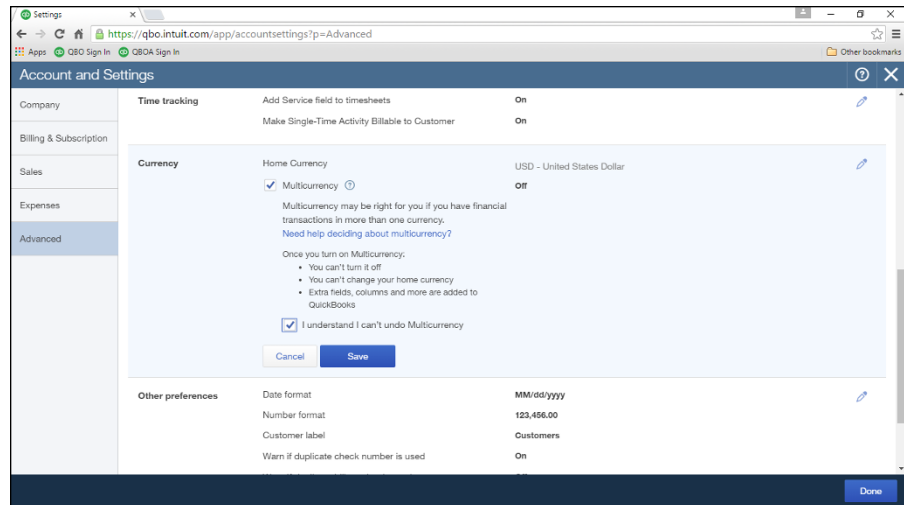 Settings
https://qbo.intuit.com/app/accountsettings?p=Advanced
Apps QBO Sign In QBOA Sign In Other bookmarks
Account and Settings
Company
Billing & Subscription
Sales
Expenses
Advanced
Time tracking
Add Service field to timesheets On
Make Single-Time Activity Billable to Customer On
Currency
Home Currency USD - United States Dollar
Multicurrency ? Off
Multicurrency may be right for you if you have financial
transactions in more than one currency.
Need help deciding about multicurrency?
Once you turn on Multicurrency:
• You can't turn it off
• You can't change your home currency
• Extra fields, columns and more are added to
QuickBooks
I understand I can't undo Multicurrency
Cancel Save
Other preferences
Date format MM/dd/yyyy
Number format 123,456.00
Customer label Customers
Warn if duplicate check number is used On
Done